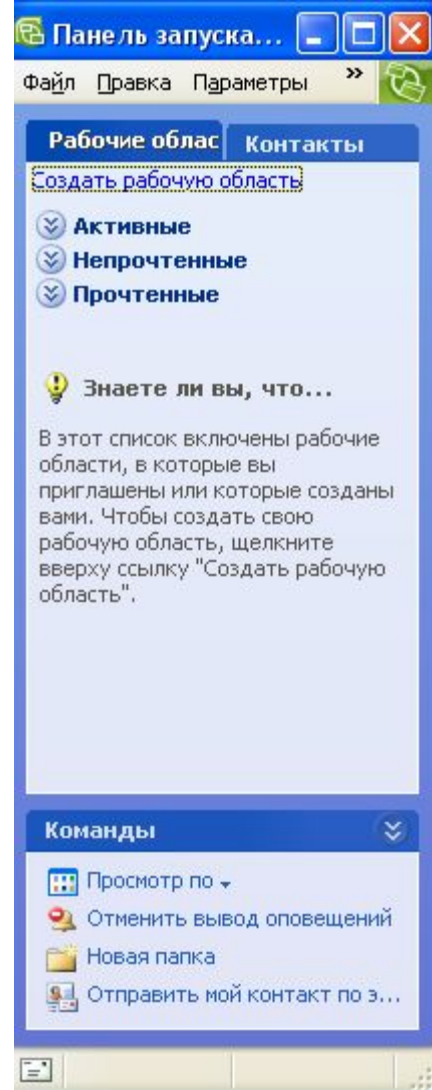 Панель запуска...
Файл Правка Параметры »
Рабочие облас Контакты
Создать рабочую область
Активные
Непрочтенные
Прочтенные
Знаете ли вы, что...
В этот список включены рабочие
области, в которые вы
приглашены или которые созданы
вами. Чтобы создать свою
рабочую область, щелкните
вверху ссылку "Создать рабочую
область".
Команды
Просмотр по
Отменить вывод оповещений
Новая папка
Отправить мой контакт по э...